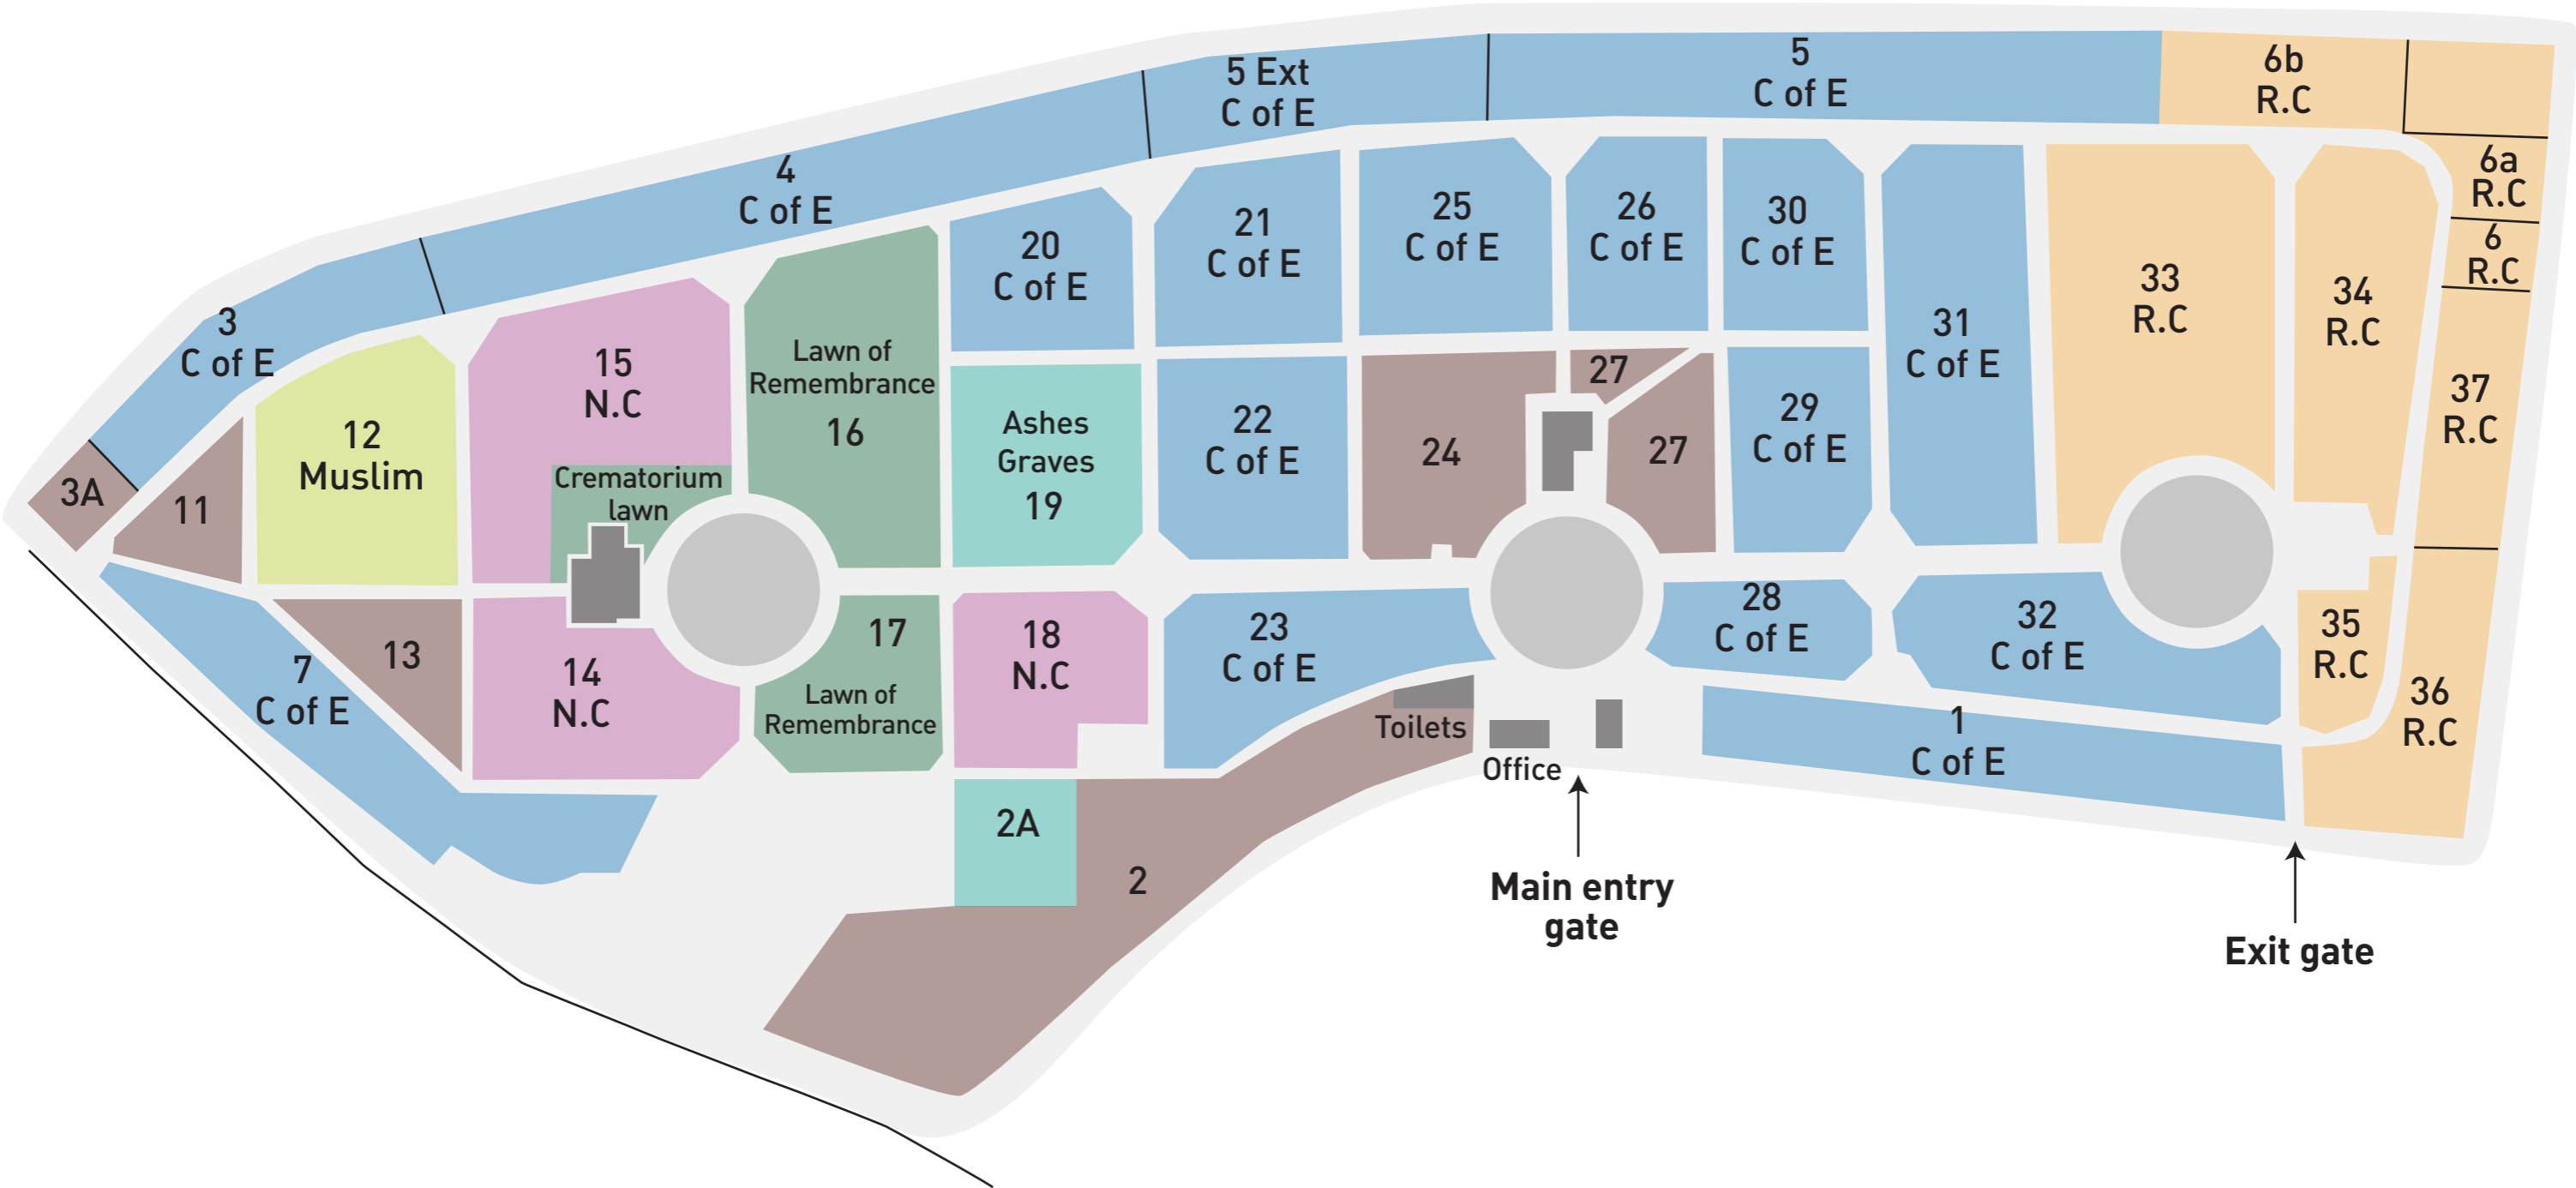 5
C of E
6b
R.C
5 Ext
C of E
4
C of E
6a
R.C
6
R.C
3
C of E
20
C of E
21
C of E
25
C of E
26
C of E
30
C of E
31
C of E
33
R.C
34
R.C
37
R.C
12
Muslim
15
N.C
Crematorium
lawn
Lawn of
Remembrance
16
Ashes
Graves
19
22
C of E
24
27
27
29
C of E
3A
11
7
C of E
13
14
N.C
17
Lawn of
Remembrance
18
N.C
23
C of E
28
C of E
32
C of E
35
R.C
36
R.C
1
C of E
Toilets
Office
2A
2
Main entry
gate
Exit gate